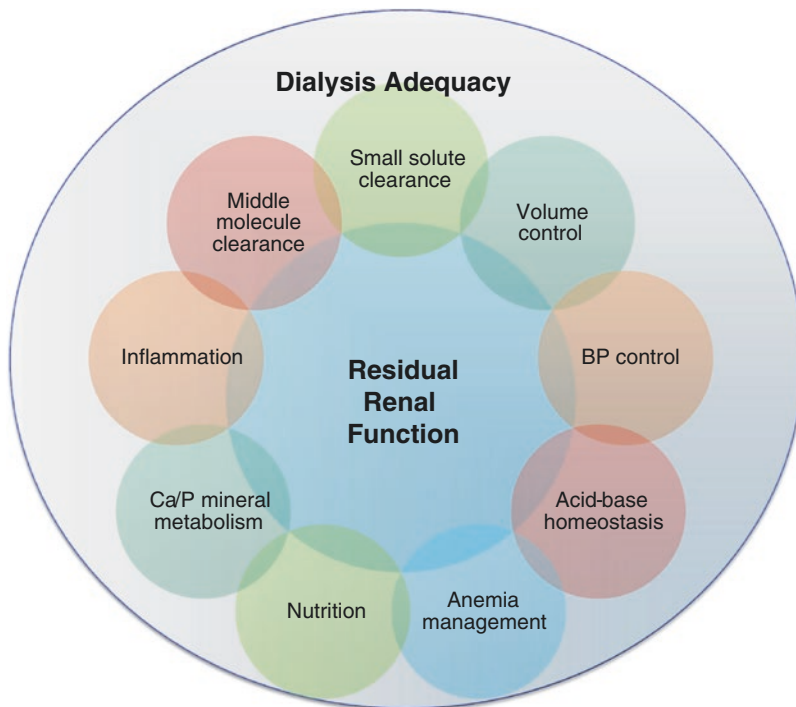 Dialysis Adequacy
Small solute
clearance
Volume
control
BP control
Acid-base
homeostasis
Anemia
management
Nutrition
Ca/P mineral
metabolism
Inflammation
Middle
molecule
clearance
Residual
Renal
Function